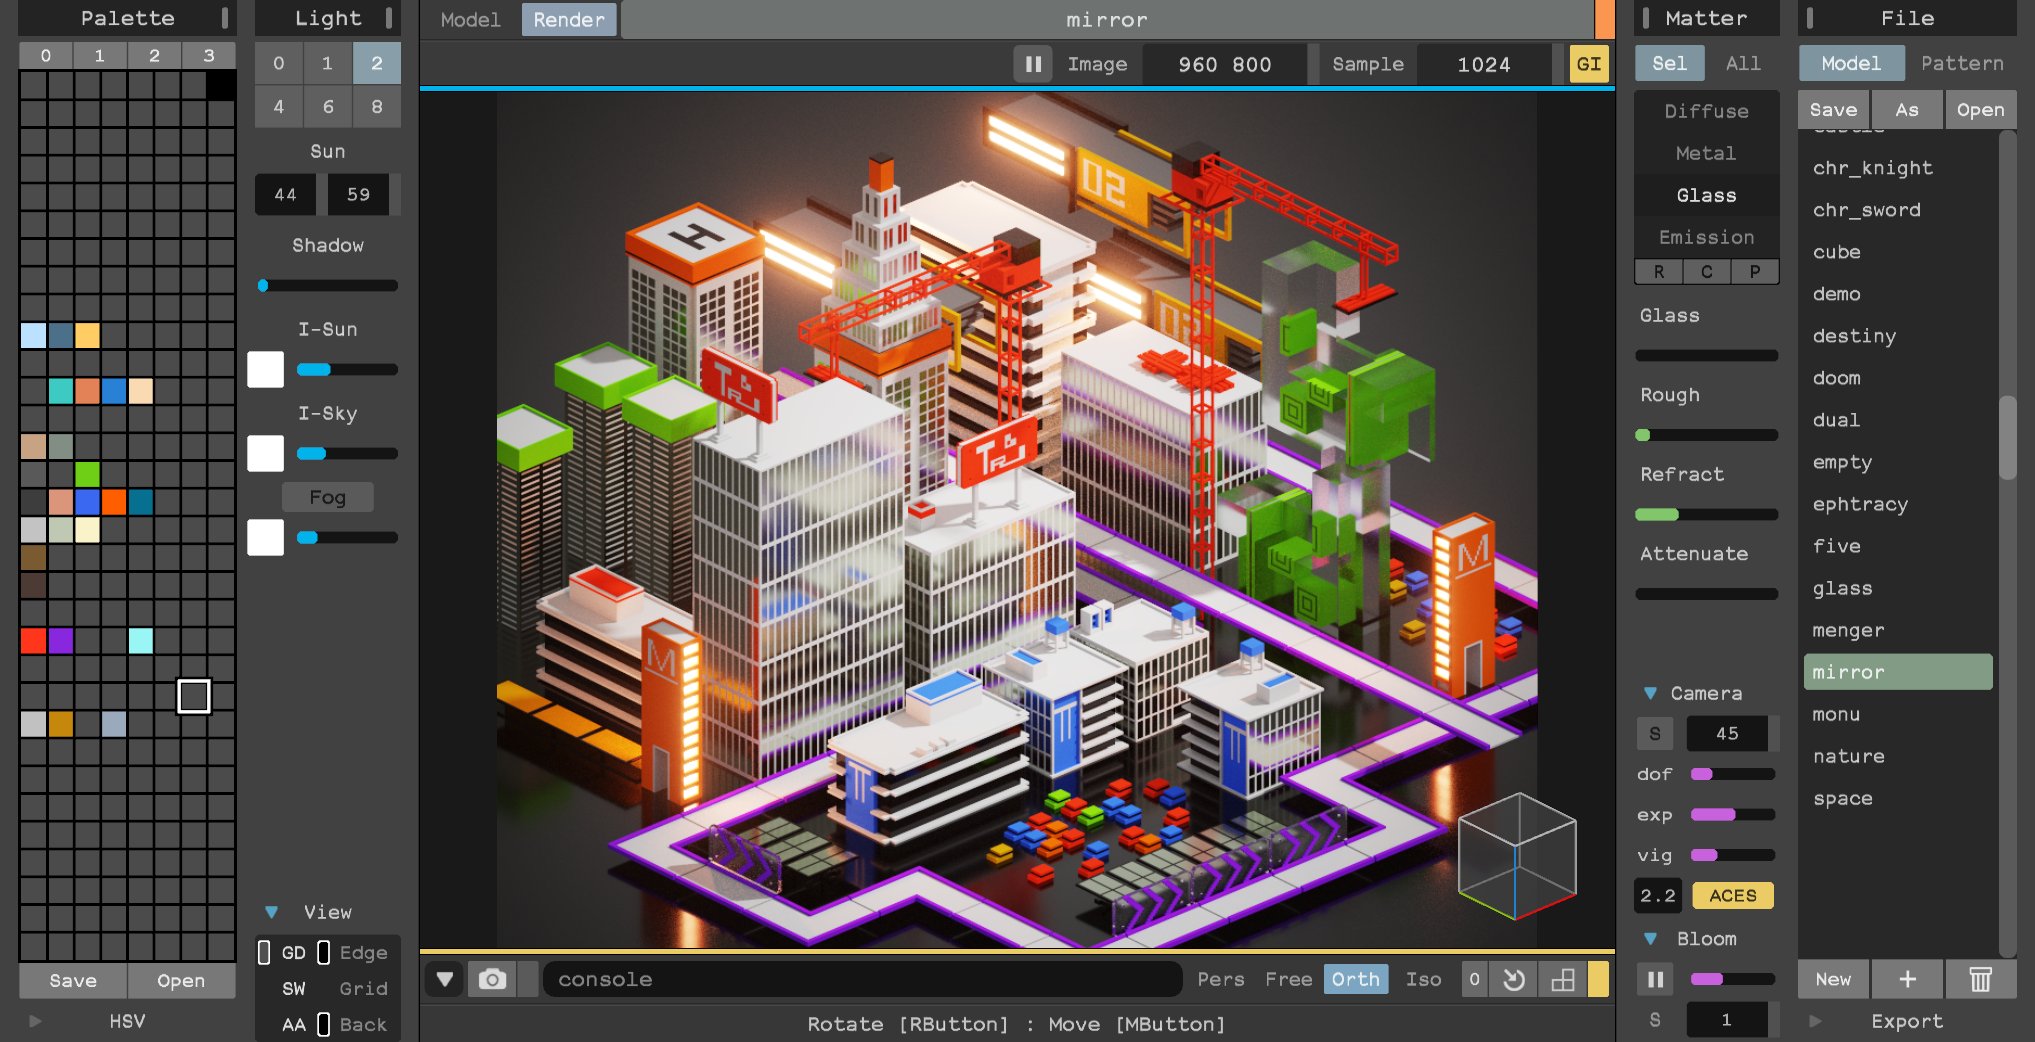 Palette
0 1 2 3
Save Open
HSV
Light
0 1 2
4 6 8
Sun
44 59
Shadow
I-Sun
I-Sky
Fog
View
GD Edge
SW Grid
AA Back
Model Render mirror
Image 960 800 Sample 1024 GI
02
H
M
M
console Pers Free Orth Iso 0
Rotate [RButton] : Move [MButton]
Matter
Sel All
Diffuse
Metal
Glass
Emission
R C P
Glass
Rough
Refract
Attenuate
Camera
S 45
dof
exp
vig
2.2 ACES
Bloom
S 1
File
Model Pattern
Save As Open
chr_knight
chr_sword
cube
demo
destiny
doom
dual
empty
ephtracy
five
glass
menger
mirror
monu
nature
space
New +
Export